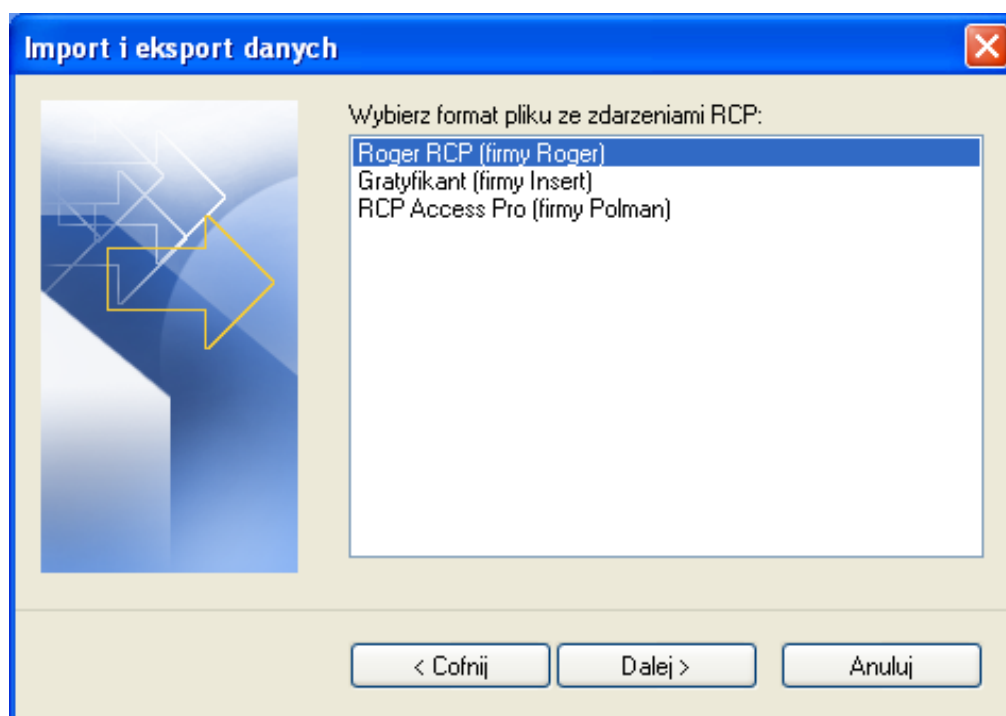 Import i eksport danych
Wybierz format pliku ze zdarzeniami RCP:
Roger RCP (firmy Roger)
Gratyfikant (firmy Insert)
RCP Access Pro (firmy Polman)
< Cofnij
Dalej >
Anuluj